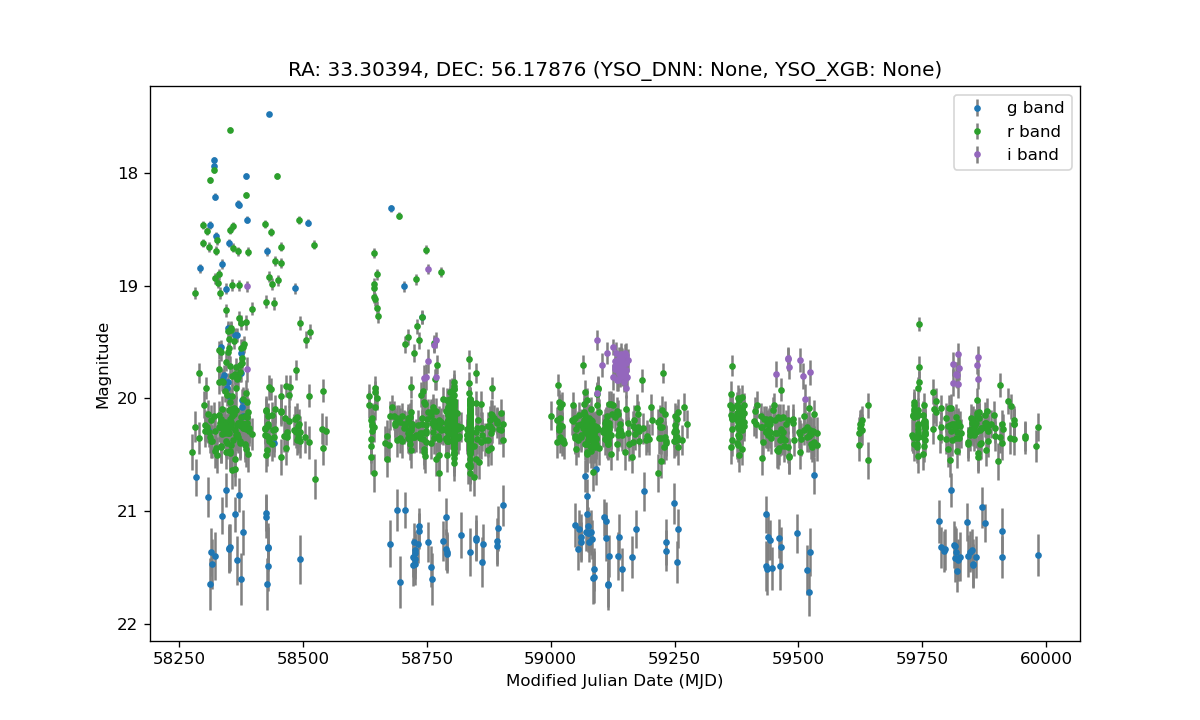 RA: 33.30394, DEC: 56.17876 (YSO_DNN: None, YSO_XGB: None)
g band
r band
i band
18
19
20
21
22
Magnitude
58250 58500 58750 59000 59250 59500 59750 60000
Modified Julian Date (MJD)